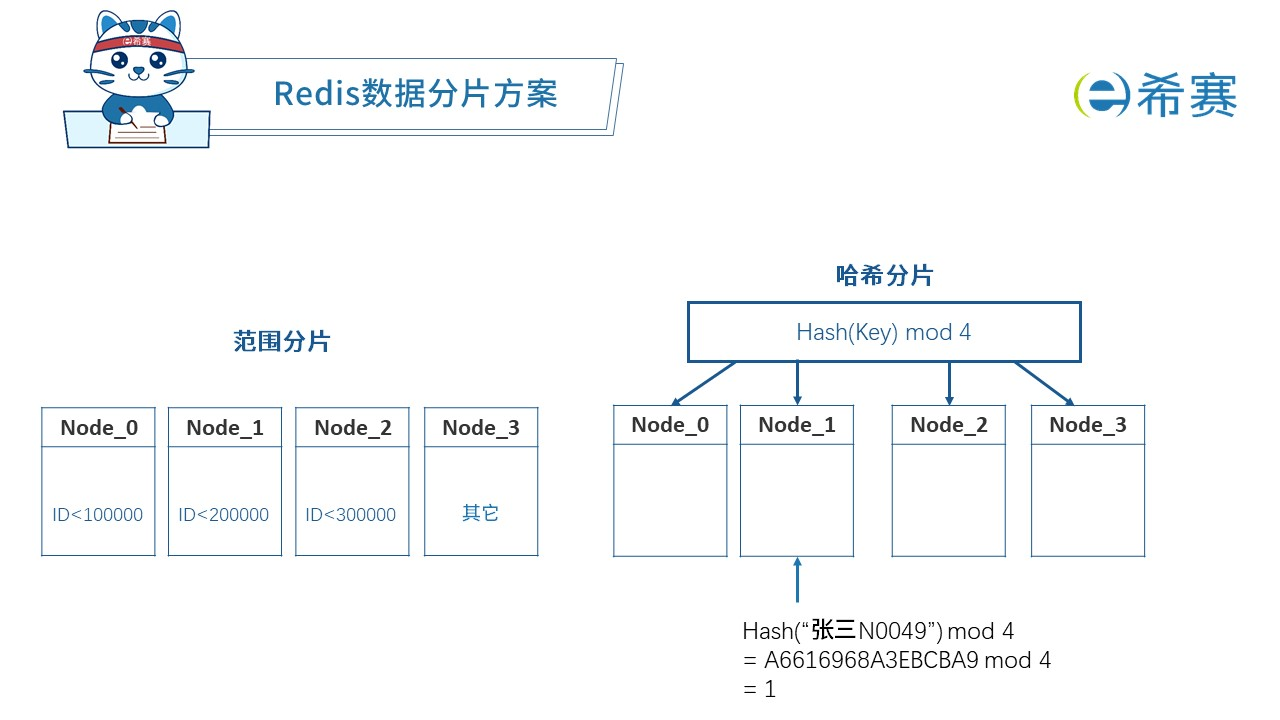 希赛
Redis数据分片方案
希赛
范围分片
Node_0 Node_1 Node_2 Node_3
ID<100000 ID<200000 ID<300000 其它
哈希分片
Hash(Key) mod 4
Node_0 Node_1 Node_2 Node_3
Hash(“张三N0049”) mod 4
= A6616968A3EBCBA9 mod 4
= 1